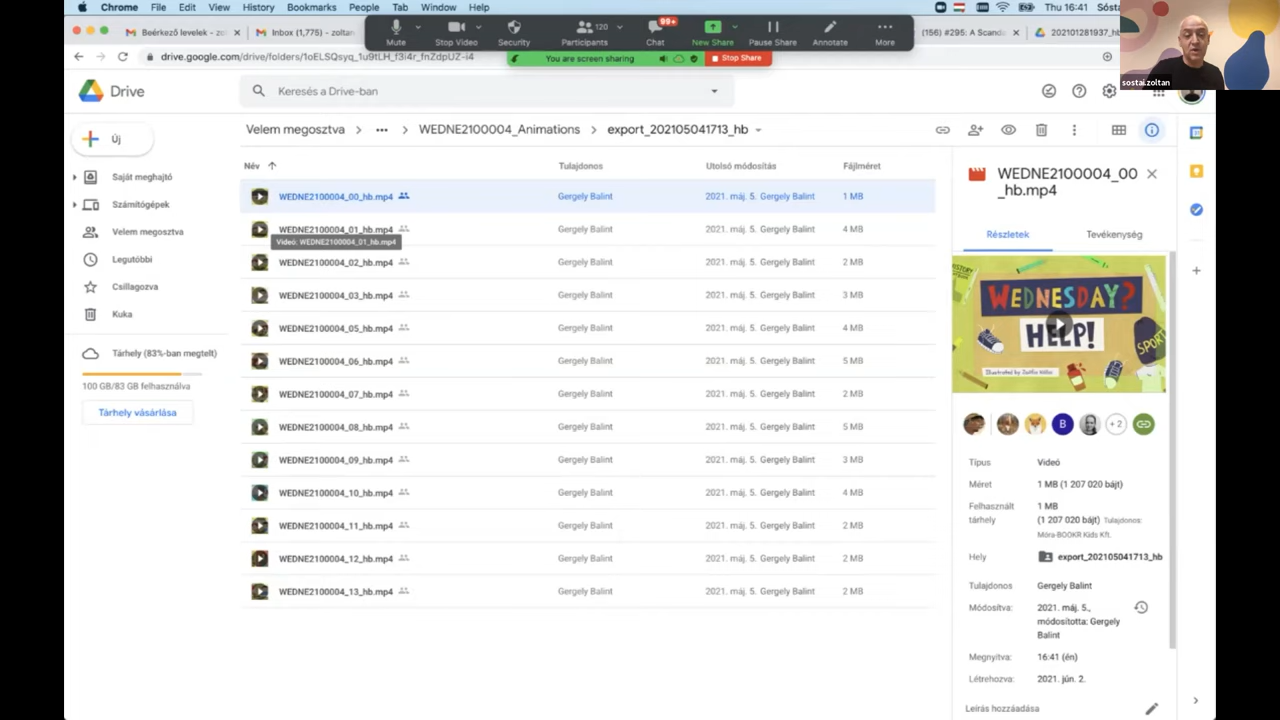 Chrome File Edit View History Bookmarks People Tab Window Help Thu 16:41 Sósta
Mute Stop Video Security Participants 120 Chat 99+ New Share Pause Share Annotate More
Beérkező levelek - zo Inbox (1,775) - zoltan (156) #295: A Scanda 202101281937_hb
You are screen sharing Stop Share
sostai.zoltan
drive.google.com/drive/folders/1oELSQsyq_1u9tLH_f3i4r_fnZdpUZ-i4
Drive
Keresés a Drive-ban
Új
Saját meghajtó
Számítógépek
Velem megosztva
Legutóbbi
Csillagozva
Kuka
Tárhely (83%-ban megtelt)
100 GB/83 GB felhasználva
Tárhely vásárlása
Velem megosztva WEDNE2100004_Animations export_202105041713_hb
Név Tulajdonos Utolsó módosítás Fájlméret
WEDNE2100004_00_hb.mp4 Gergely Balint 2021. máj. 5. Gergely Balint 1 MB
WEDNE2100004_01_hb.mp4 Gergely Balint 2021. máj. 5. Gergely Balint 4 MB
Videó: WEDNE2100004_01_hb.mp4
WEDNE2100004_02_hb.mp4 Gergely Balint 2021. máj. 5. Gergely Balint 2 MB
WEDNE2100004_03_hb.mp4 Gergely Balint 2021. máj. 5. Gergely Balint 3 MB
WEDNE2100004_05_hb.mp4 Gergely Balint 2021. máj. 5. Gergely Balint 4 MB
WEDNE2100004_06_hb.mp4 Gergely Balint 2021. máj. 5. Gergely Balint 5 MB
WEDNE2100004_07_hb.mp4 Gergely Balint 2021. máj. 5. Gergely Balint 2 MB
WEDNE2100004_08_hb.mp4 Gergely Balint 2021. máj. 5. Gergely Balint 5 MB
WEDNE2100004_09_hb.mp4 Gergely Balint 2021. máj. 5. Gergely Balint 3 MB
WEDNE2100004_10_hb.mp4 Gergely Balint 2021. máj. 5. Gergely Balint 4 MB
WEDNE2100004_11_hb.mp4 Gergely Balint 2021. máj. 5. Gergely Balint 2 MB
WEDNE2100004_12_hb.mp4 Gergely Balint 2021. máj. 5. Gergely Balint 2 MB
WEDNE2100004_13_hb.mp4 Gergely Balint 2021. máj. 5. Gergely Balint 2 MB
WEDNE2100004_00
_hb.mp4
Részletek Tevékenység
WEDNESDAY?
HELP!
SPORT
B +2
Típus Videó
Méret 1 MB (1 207 020 bájt)
Felhasznált tárhely 1 MB
(1 207 020 bájt) Tulajdonos:
Móra-BOOKR Kids Kft.
Hely export_202105041713_hb
Tulajdonos Gergely Balint
Módosítva: 2021. máj. 5.,
módosította: Gergely
Balint
Megnyitva: 16:41 (én)
Létrehozva: 2021. jún. 2.
Leírás hozzáadása